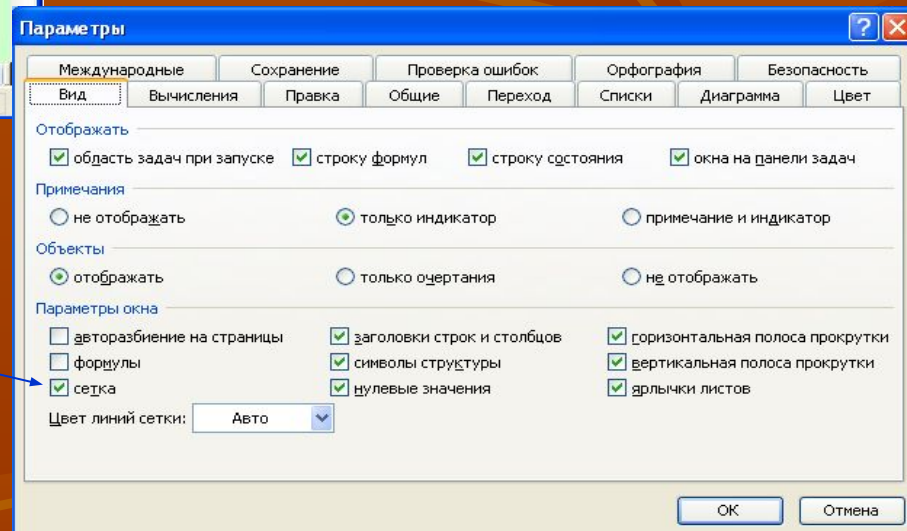 Параметры
Международные Сохранение Проверка ошибок Орфография Безопасность
Вид Вычисления Правка Общие Переход Списки Диаграмма Цвет
Отображать
область задач при запуске строку формул строку состояния окна на панели задач
Примечания
не отображать только индикатор примечание и индикатор
Объекты
отображать только очертания не отображать
Параметры окна
авторазбиение на страницы заголовки строк и столбцов горизонтальная полоса прокрутки
формулы символы структуры вертикальная полоса прокрутки
сетка нулевые значения ярлычки листов
Цвет линий сетки: Авто
ОК Отмена